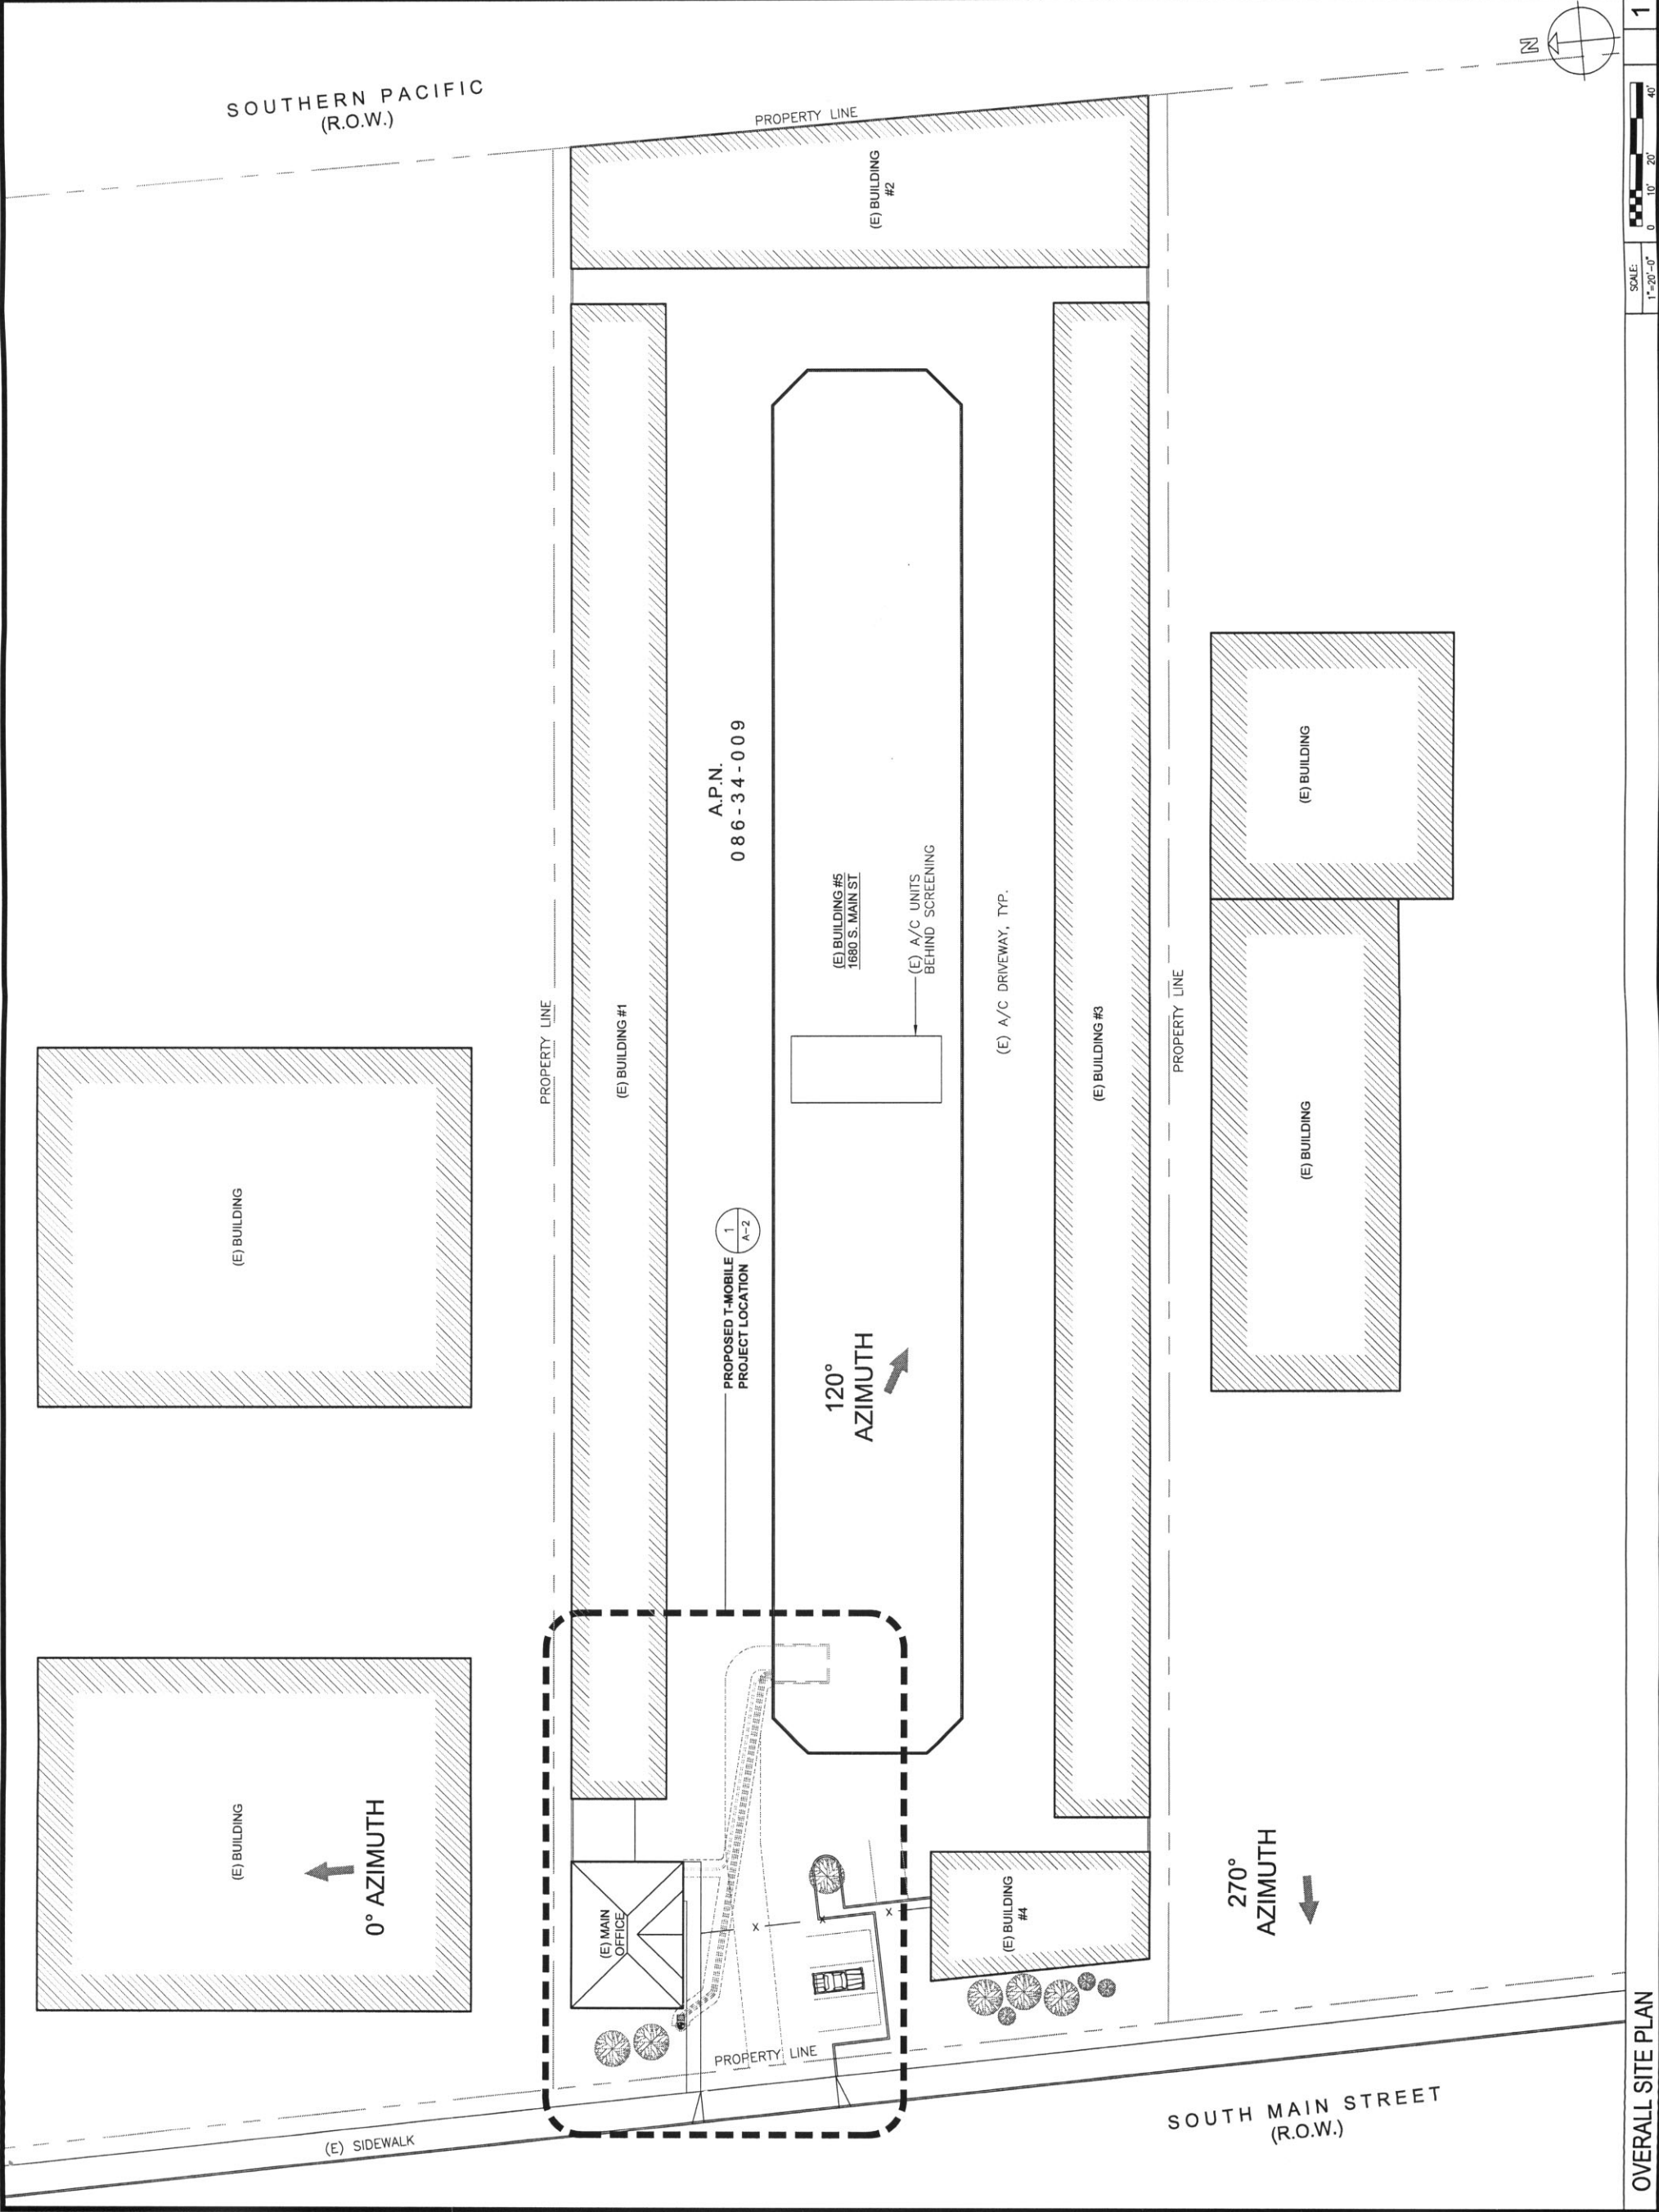 SOUTHERN PACIFIC
(R.O.W.)
N
PROPERTY LINE
(E) BUILDING
#2
A.P.N.
086-34-009
(E) BUILDING #5
1680 S. MAIN ST
(E) A/C UNITS
BEHIND SCREENING
(E) A/C DRIVEWAY, TYP.
PROPERTY LINE
(E) BUILDING #1
(E) BUILDING #3
PROPERTY LINE
(E) BUILDING
(E) BUILDING
(E) BUILDING
PROPOSED T-MOBILE
PROJECT LOCATION
1
A-2
120°
AZIMUTH
(E) BUILDING
0° AZIMUTH
(E) MAIN
OFFICE
X
X
X
(E) BUILDING
#4
270°
AZIMUTH
PROPERTY LINE
(E) SIDEWALK
SOUTH MAIN STREET
(R.O.W.)
OVERALL SITE PLAN
SCALE:
1"=20'-0"
0 10' 20' 40'
1